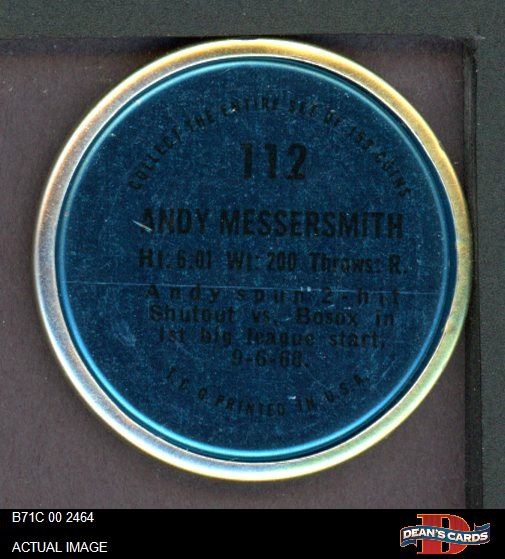 COLLECT THE ENTIRE SET OF 153 COINS
112
ANDY MESSERSMITH
Ht: 6.01 Wt: 200 Throws: R.
Andy spun 2-hit
Shutout vs. Bosox in
1st big league start,
9-6-68.
T.C.G PRINTED IN U.S.A.
B71C 00 2464
ACTUAL IMAGE
D
DEAN'S CARDS